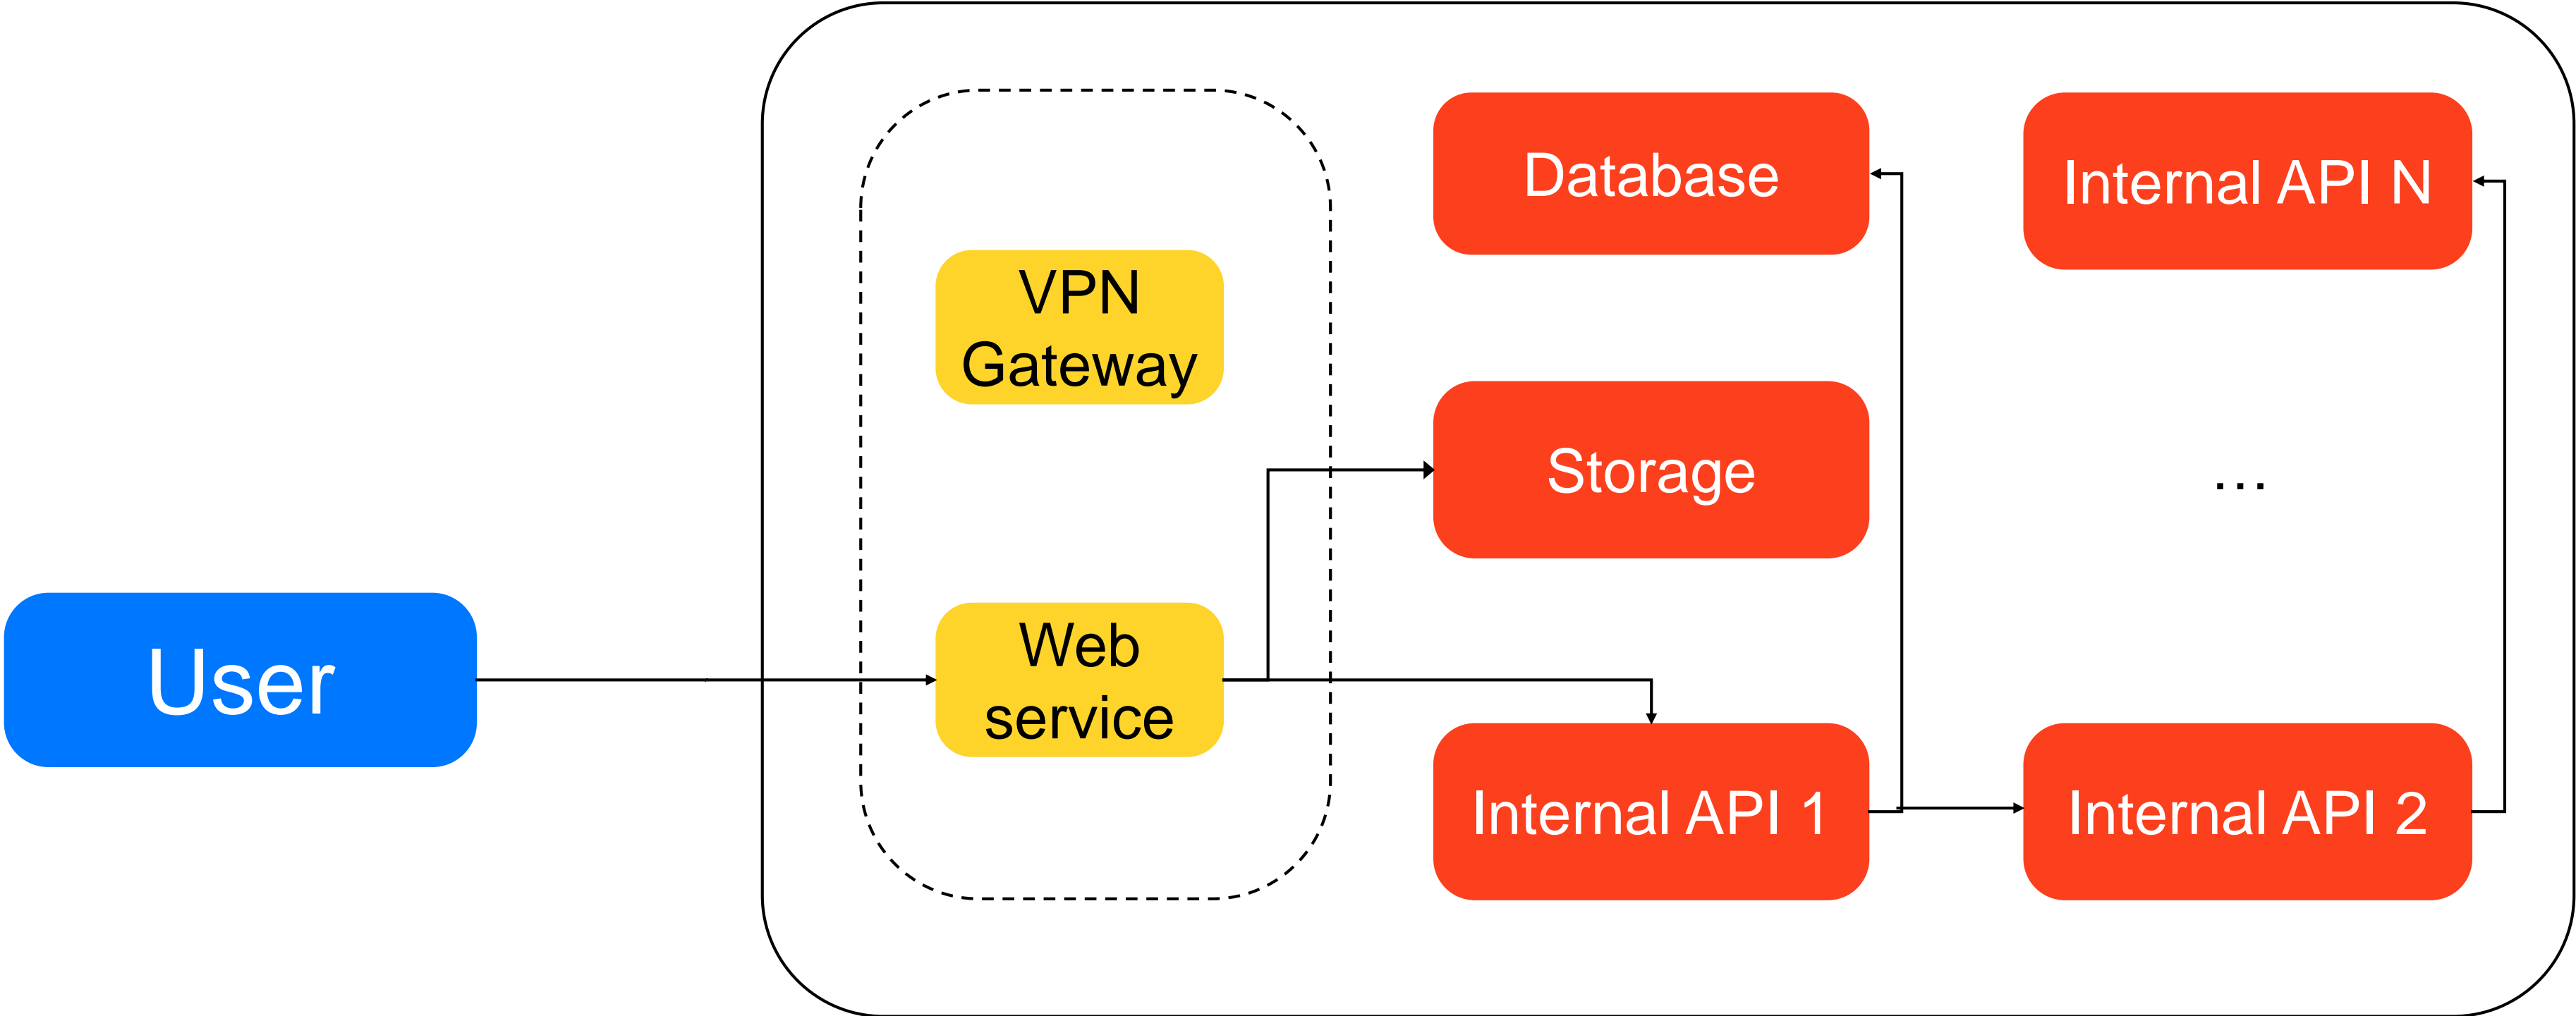 Database
Internal API N
VPN
Gateway
Storage
...
User
Web
service
Internal API 1
Internal API 2